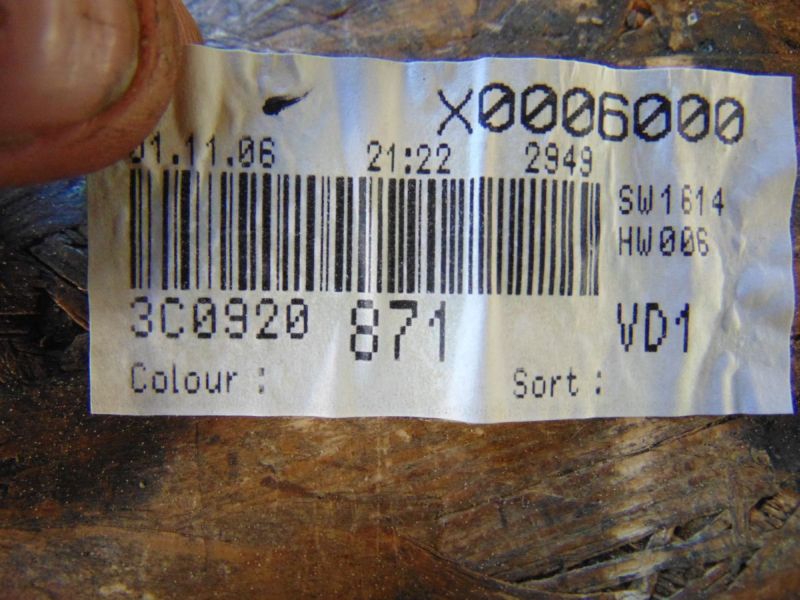 X0006000
01.11.06 21:22 2949
SW1614
HW006
3C0920 871 VD1
Colour : Sort :